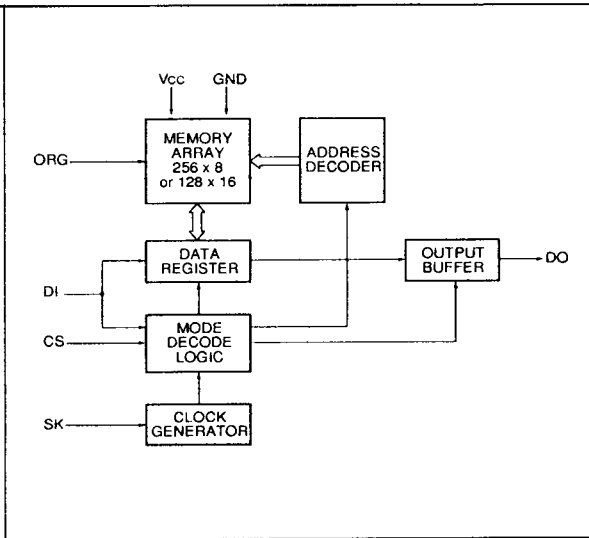 Vcc GND
MEMORY
ARRAY
256 x 8
or 128 x 16
ADDRESS
DECODER
ORG
DATA
REGISTER
OUTPUT
BUFFER
DO
DI
MODE
DECODE
LOGIC
CS
CLOCK
GENERATOR
SK